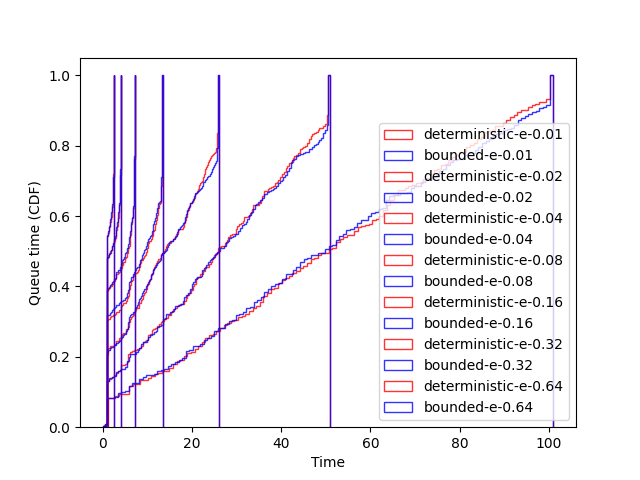 1.0
0.8
0.6
0.4
0.2
0.0
Queue time (CDF)
0
20
40
60
80
100
Time
deterministic-e-0.01
bounded-e-0.01
deterministic-e-0.02
bounded-e-0.02
deterministic-e-0.04
bounded-e-0.04
deterministic-e-0.08
bounded-e-0.08
deterministic-e-0.16
bounded-e-0.16
deterministic-e-0.32
bounded-e-0.32
deterministic-e-0.64
bounded-e-0.64